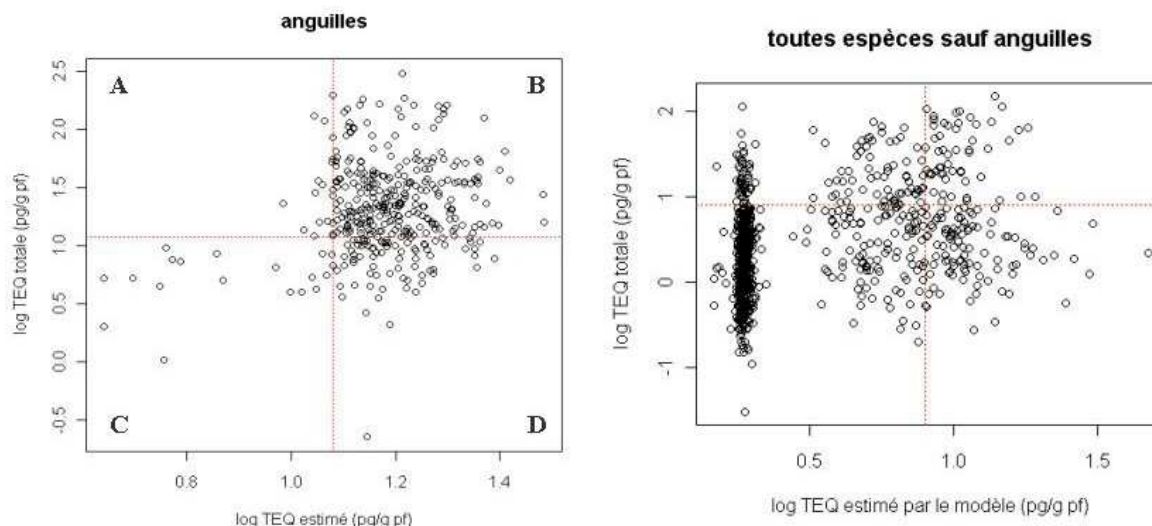 anguilles
A
B
C
D
2.5
2.0
1.5
1.0
0.5
0.0
-0.5
log TEQ totale (pg/g pf)
0.8
1.0
1.2
1.4
log TEQ estimé (pg/g pf)
toutes espèces sauf anguilles
2
1
0
-1
log TEQ totale (pg/g pf)
0.5
1.0
1.5
log TEQ estimé par le modèle (pg/g pf)